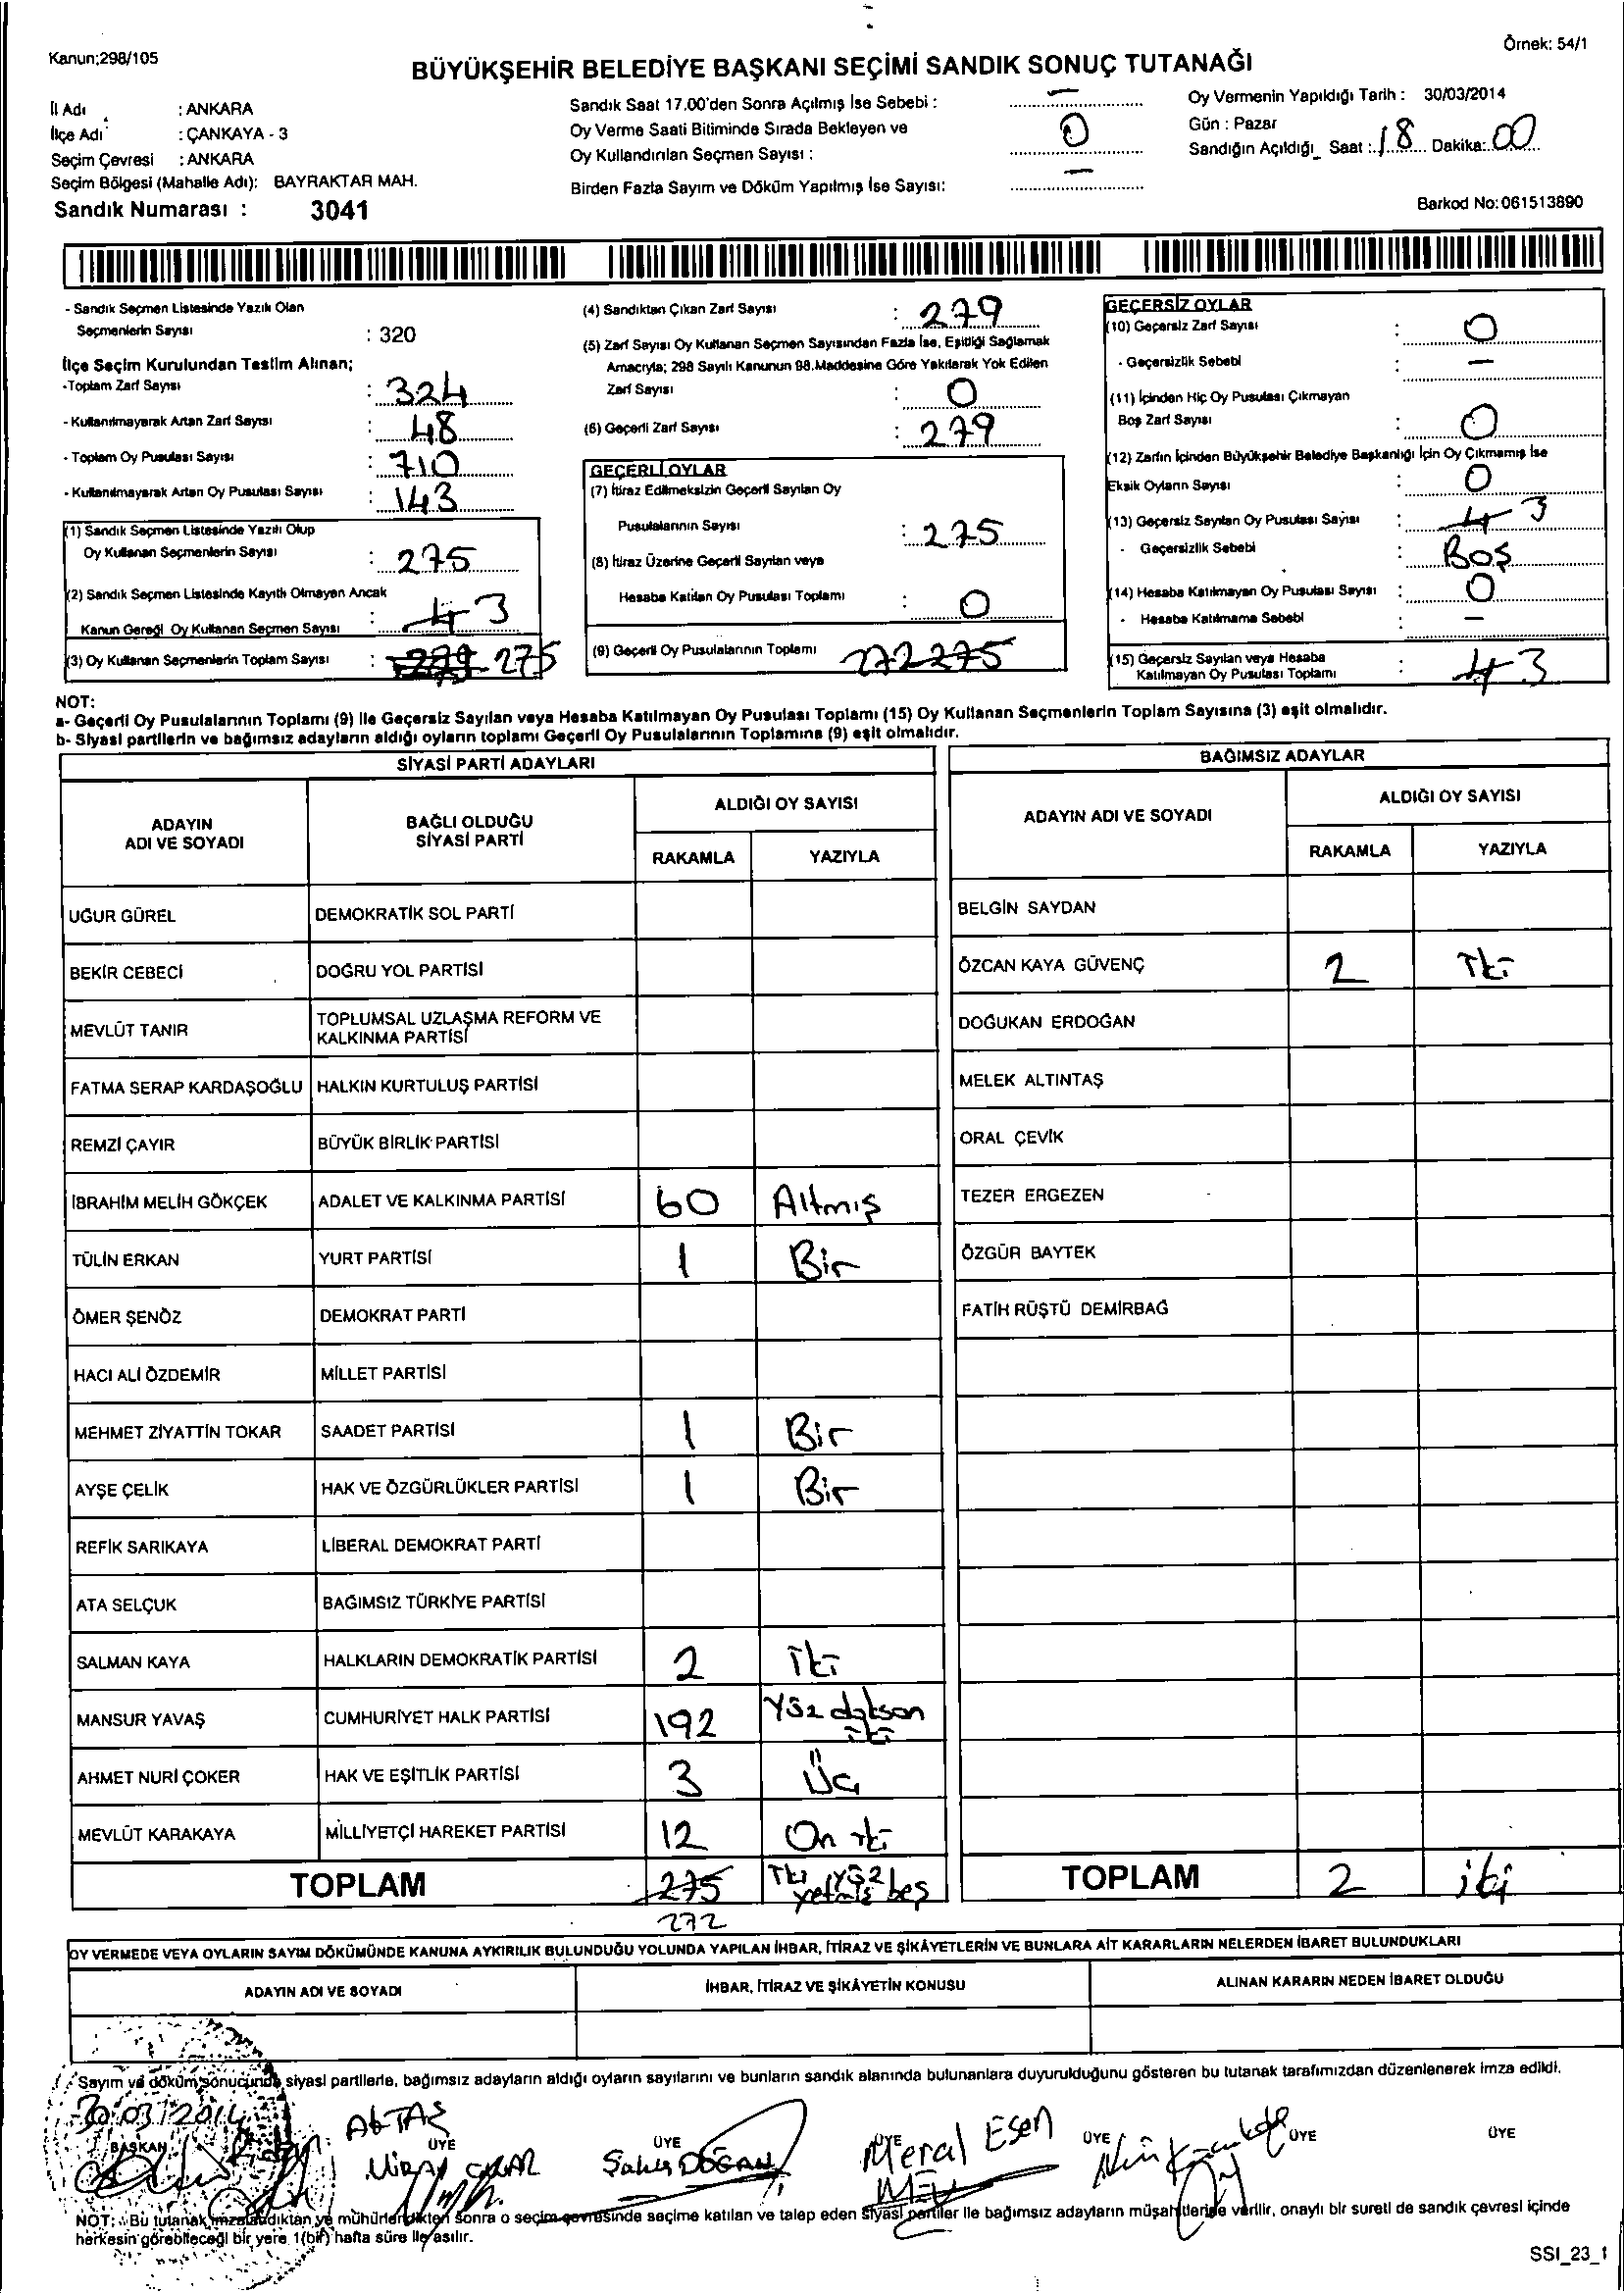 Kanun;298/105
Örnek: 54/1
BÜYÜKŞEHİR BELEDİYE BAŞKANI SEÇİMİ SANDIK SONUÇ TUTANAĞI
İl Adı : ANKARA
İlçe Adı : ÇANKAYA - 3
Seçim Çevresi : ANKARA
Seçim Bölgesi (Mahalle Adı): BAYRAKTAR MAH.
Sandık Numarası : 3041
Sandık Saat 17.00'den Sonra Açılmış İse Sebebi : –
Oy Verme Saati Bitiminde Sırada Bekleyen ve
Oy Kullandırılan Seçmen Sayısı : 0
Birden Fazla Sayım ve Döküm Yapılmış İse Sayısı: –
Oy Vermenin Yapıldığı Tarih : 30/03/2014
Gün : Pazar
Sandığın Açıldığı Saat : 18 Dakika: 00
Barkod No: 061513890
- Sandık Seçmen Listesinde Yazılı Olan
Seçmenlerin Sayısı : 320
İlçe Seçim Kurulundan Teslim Alınan;
-Toplam Zarf Sayısı : 324
- Kullanılmayarak Artan Zarf Sayısı : 48
- Toplam Oy Pusulası Sayısı : 710
- Kullanılmayarak Artan Oy Pusulası Sayısı : 143
(1) Sandık Seçmen Listesinde Yazılı Olup
Oy Kullanan Seçmenlerin Sayısı : 275
(2) Sandık Seçmen Listesinde Kayıtlı Olmayan Ancak
Kanun Gereği Oy Kullanan Seçmen Sayısı : 4 3
(3) Oy Kullanan Seçmenlerin Toplam Sayısı : 279 275
(4) Sandıktan Çıkan Zarf Sayısı : 279
(5) Zarf Sayısı Oy Kullanan Seçmen Sayısından Fazla İse, Eşitliği Sağlamak
Amacıyla; 298 Sayılı Kanunun 98.Maddesine Göre Yakılarak Yok Edilen
Zarf Sayısı : 0
(6) Geçerli Zarf Sayısı : 279
GEÇERLİ OYLAR
(7) İtiraz Edilmeksizin Geçerli Sayılan Oy
Pusulalarının Sayısı : 275
(8) İtiraz Üzerine Geçerli Sayılan veya
Hesaba Katılan Oy Pusulası Toplamı : 0
(9) Geçerli Oy Pusulalarının Toplamı 272 275
GEÇERSİZ OYLAR
(10) Geçersiz Zarf Sayısı : 0
- Geçersizlik Sebebi : –
(11) İçinden Hiç Oy Pusulası Çıkmayan
Boş Zarf Sayısı : 0
(12) Zarfın İçinden Büyükşehir Belediye Başkanlığı İçin Oy Çıkmamış İse
Eksik Oyların Sayısı : 0
(13) Geçersiz Sayılan Oy Pusulası Sayısı : 4 3
- Geçersizlik Sebebi : Boş
(14) Hesaba Katılmayan Oy Pusulası Sayısı : 0
- Hesaba Katılmama Sebebi : –
(15) Geçersiz Sayılan veya Hesaba
Katılmayan Oy Pusulası Toplamı : 4 3
NOT:
a- Geçerli Oy Pusulalarının Toplamı (9) ile Geçersiz Sayılan veya Hesaba Katılmayan Oy Pusulası Toplamı (15) Oy Kullanan Seçmenlerin Toplam Sayısına (3) eşit olmalıdır.
b- Siyasi partilerin ve bağımsız adayların aldığı oyların toplamı Geçerli Oy Pusulalarının Toplamına (9) eşit olmalıdır.
SİYASİ PARTİ ADAYLARI
ADAYIN ADI VE SOYADI BAĞLI OLDUĞU SİYASİ PARTİ ALDIĞI OY SAYISI
RAKAMLA YAZIYLA
UĞUR GÜREL DEMOKRATİK SOL PARTİ
BEKİR CEBECİ DOĞRU YOL PARTİSİ
MEVLÜT TANIR TOPLUMSAL UZLAŞMA REFORM VE KALKINMA PARTİSİ
FATMA SERAP KARDAŞOĞLU HALKIN KURTULUŞ PARTİSİ
REMZİ ÇAYIR BÜYÜK BİRLİK PARTİSİ
İBRAHİM MELİH GÖKÇEK ADALET VE KALKINMA PARTİSİ 60 Altmış
TÜLİN ERKAN YURT PARTİSİ 1 Bir
ÖMER ŞENÖZ DEMOKRAT PARTİ
HACI ALİ ÖZDEMİR MİLLET PARTİSİ
MEHMET ZİYATTİN TOKAR SAADET PARTİSİ 1 Bir
AYŞE ÇELİK HAK VE ÖZGÜRLÜKLER PARTİSİ 1 Bir
REFİK SARIKAYA LİBERAL DEMOKRAT PARTİ
ATA SELÇUK BAĞIMSIZ TÜRKİYE PARTİSİ
SALMAN KAYA HALKLARIN DEMOKRATİK PARTİSİ 2 İki
MANSUR YAVAŞ CUMHURİYET HALK PARTİSİ 192 Yüz doksan iki
AHMET NURİ ÇOKER HAK VE EŞİTLİK PARTİSİ 3 Üç
MEVLÜT KARAKAYA MİLLİYETÇİ HAREKET PARTİSİ 12 On iki
TOPLAM 275 İki yüz yetmiş beş
272
BAĞIMSIZ ADAYLAR
ADAYIN ADI VE SOYADI ALDIĞI OY SAYISI
RAKAMLA YAZIYLA
BELGİN SAYDAN
ÖZCAN KAYA GÜVENÇ 2 İki
DOĞUKAN ERDOĞAN
MELEK ALTINTAŞ
ORAL ÇEVİK
TEZER ERGEZEN
ÖZGÜR BAYTEK
FATİH RÜŞTÜ DEMİRBAĞ
TOPLAM 2 iki
OY VERMEDE VEYA OYLARIN SAYIM DÖKÜMÜNDE KANUNA AYKIRILIK BULUNDUĞU YOLUNDA YAPILAN İHBAR, İTİRAZ VE ŞİKÂYETLERİN VE BUNLARA AİT KARARLARIN NELERDEN İBARET BULUNDUKLARI
ADAYIN ADI VE SOYADI İHBAR, İTİRAZ VE ŞİKÂYETİN KONUSU ALINAN KARARIN NEDEN İBARET OLDUĞU
Sayım ve döküm sonucunda siyasi partilerle, bağımsız adayların aldığı oyların sayılarını ve bunların sandık alanında bulunanlara duyurulduğunu gösteren bu tutanak tarafımızdan düzenlenerek imza edildi.
30/03/2014
BAŞKAN ÜYE ÜYE ÜYE ÜYE ÜYE ÜYE
AKTAŞ
Meral Esen
DOĞAN
NOT: Bu tutanak imzalandıktan ve mühürlendikten sonra o seçim çevresinde seçime katılan ve talep eden siyasi partiler ile bağımsız adayların müşahitlerine verilir, onaylı bir sureti de sandık çevresi içinde
herkesin görebileceği bir yere 1(bir) hafta süre ile asılır.
SSI_23_1